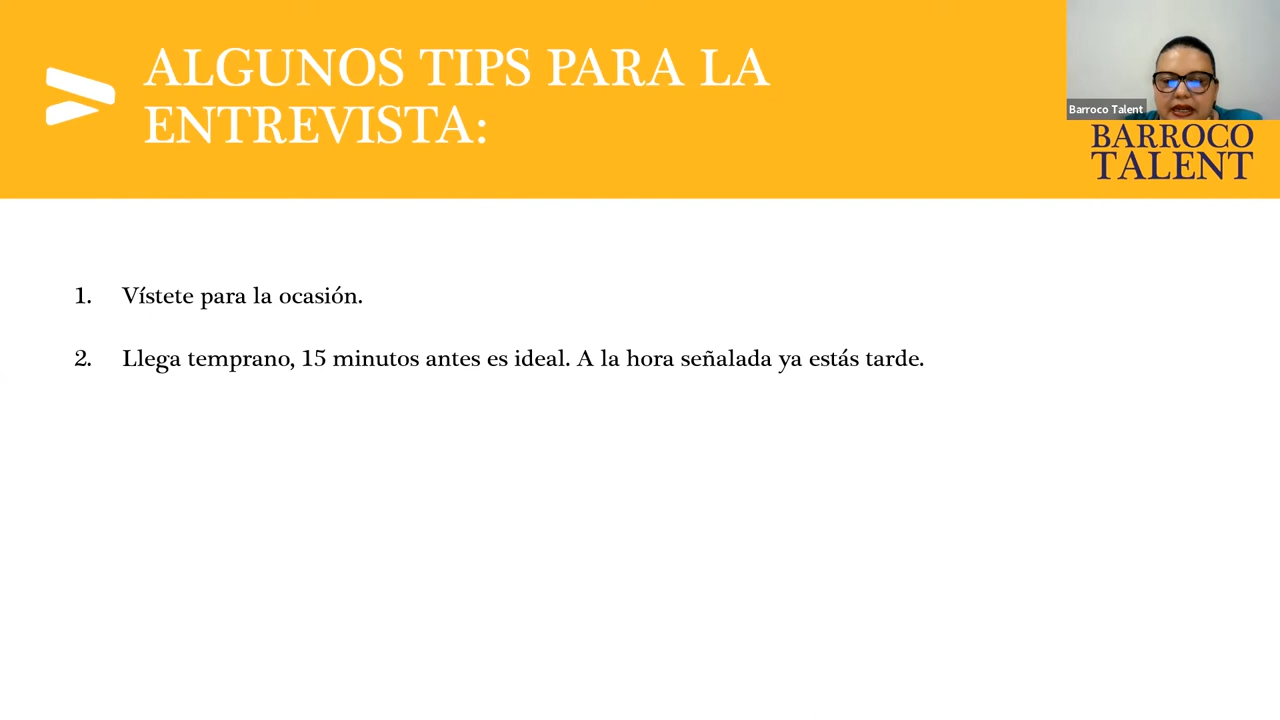 ALGUNOS TIPS PARA LA
ENTREVISTA:
Barroco Talent
BARROCO
TALENT
1. Vístete para la ocasión.
2. Llega temprano, 15 minutos antes es ideal. A la hora señalada ya estás tarde.